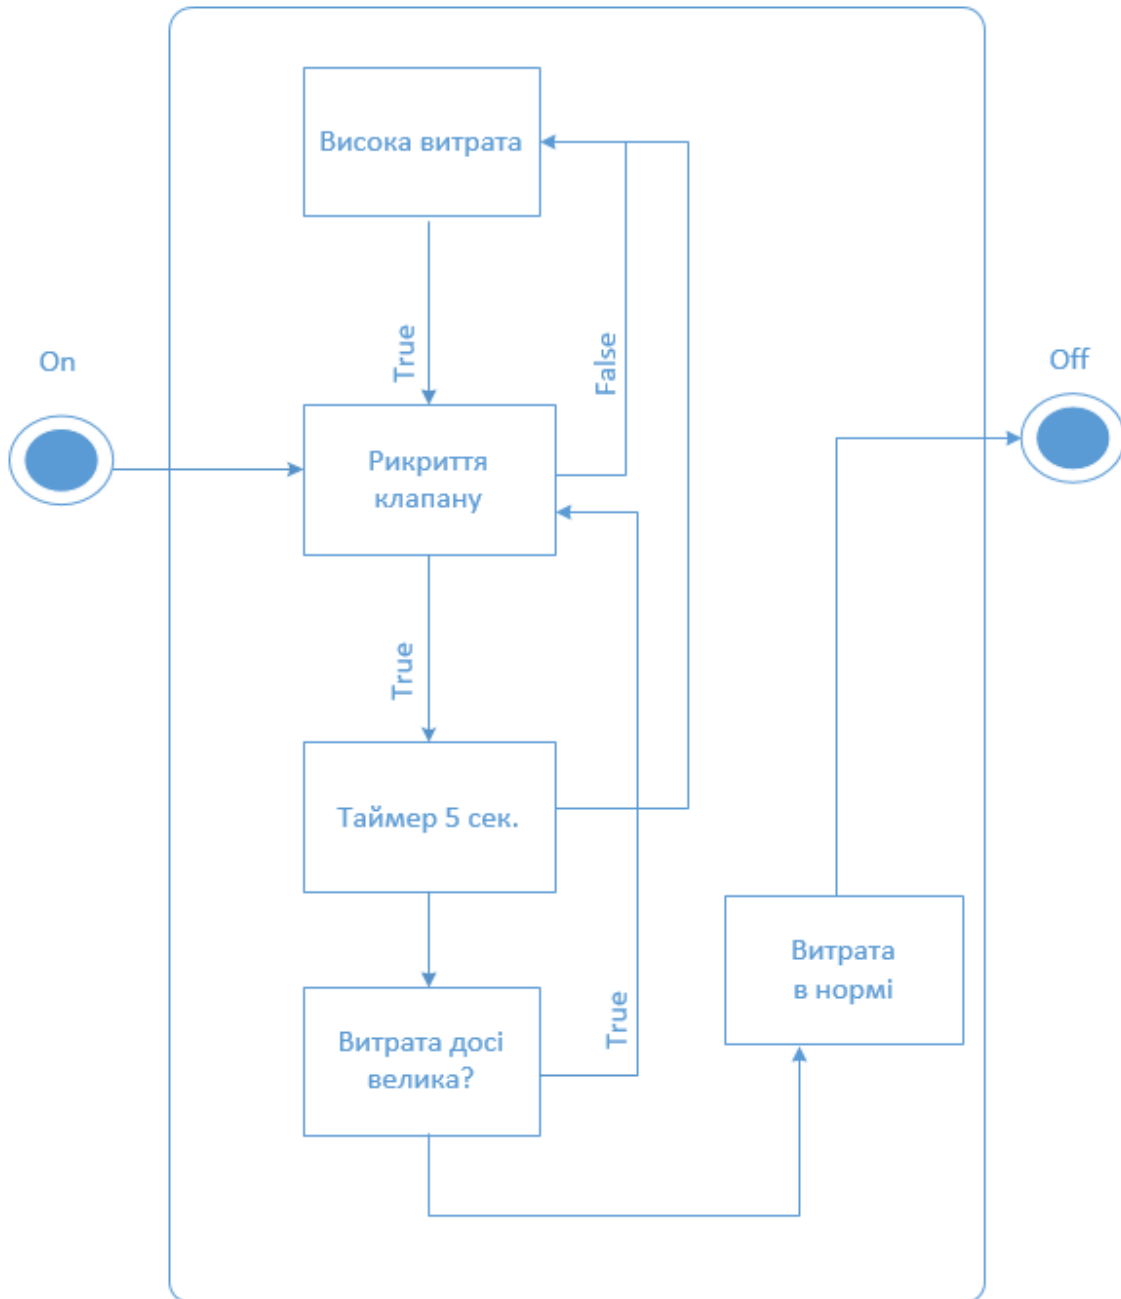 Висока витрата
True
False
On
Off
Рикриття
клапану
True
Таймер 5 сек.
Витрата
в нормі
True
Витрата досі
велика?